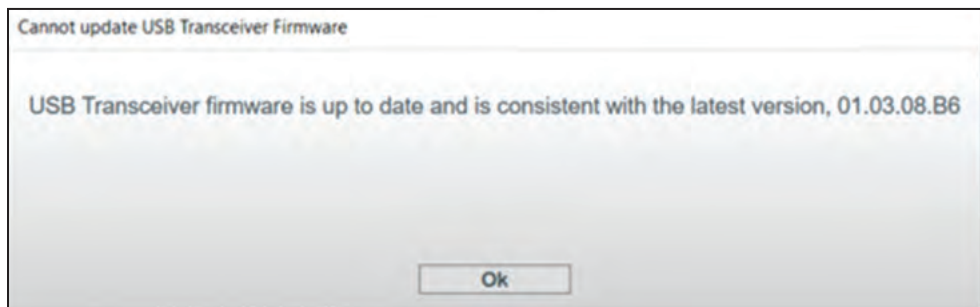 Cannot update USB Transceiver Firmware
USB Transceiver firmware is up to date and is consistent with the latest version, 01.03.08.B6
Ok